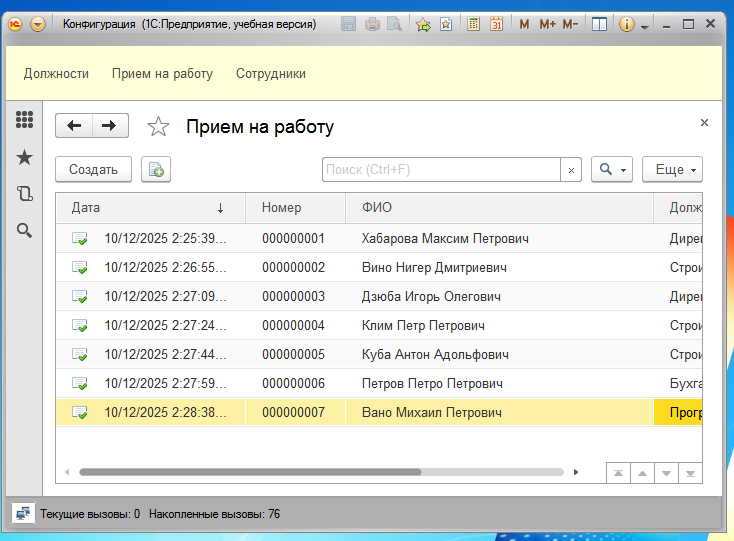 Конфигурация (1С:Предприятие, учебная версия)
M M+ M-
Должности Прием на работу Сотрудники
Прием на работу
Создать Поиск (Ctrl+F) Еще
Дата Номер ФИО Долж
10/12/2025 2:25:39... 000000001 Хабарова Максим Петрович Дирек
10/12/2025 2:26:55... 000000002 Вино Нигер Дмитриевич Строи
10/12/2025 2:27:09... 000000003 Дзюба Игорь Олегович Дирек
10/12/2025 2:27:24... 000000004 Клим Петр Петрович Строи
10/12/2025 2:27:44... 000000005 Куба Антон Адольфович Строи
10/12/2025 2:27:59... 000000006 Петров Петро Петрович Бухга
10/12/2025 2:28:38... 000000007 Вано Михаил Петрович Прогр
Текущие вызовы: 0 Накопленные вызовы: 76